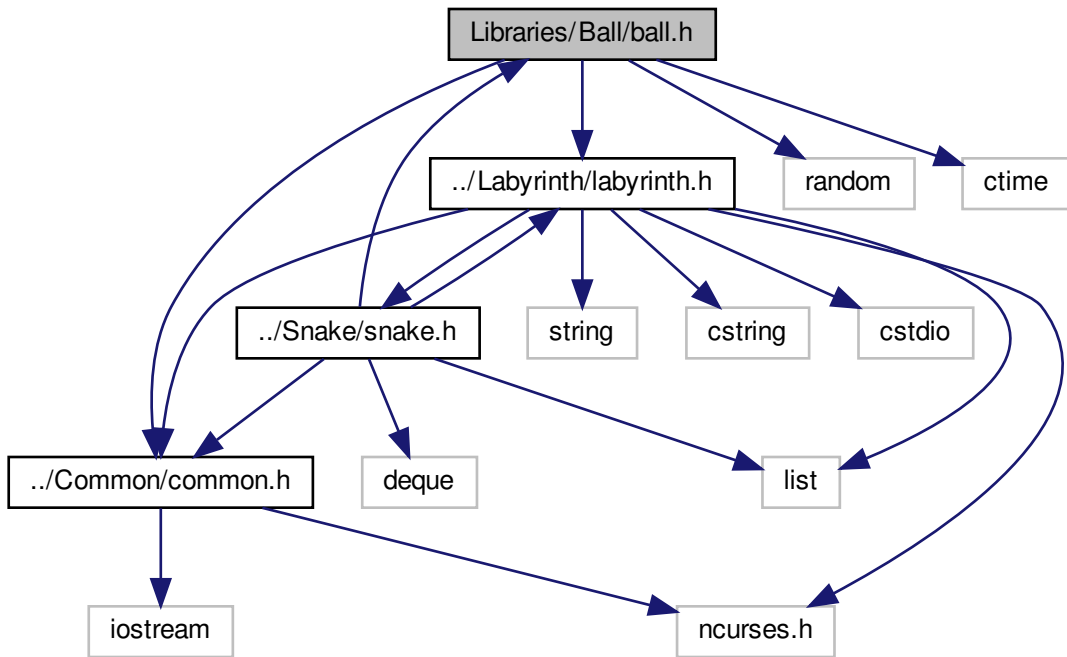 Libraries/Ball/ball.h
../Labyrinth/labyrinth.h
random
ctime
../Snake/snake.h
string
cstring
cstdio
../Common/common.h
deque
list
iostream
ncurses.h